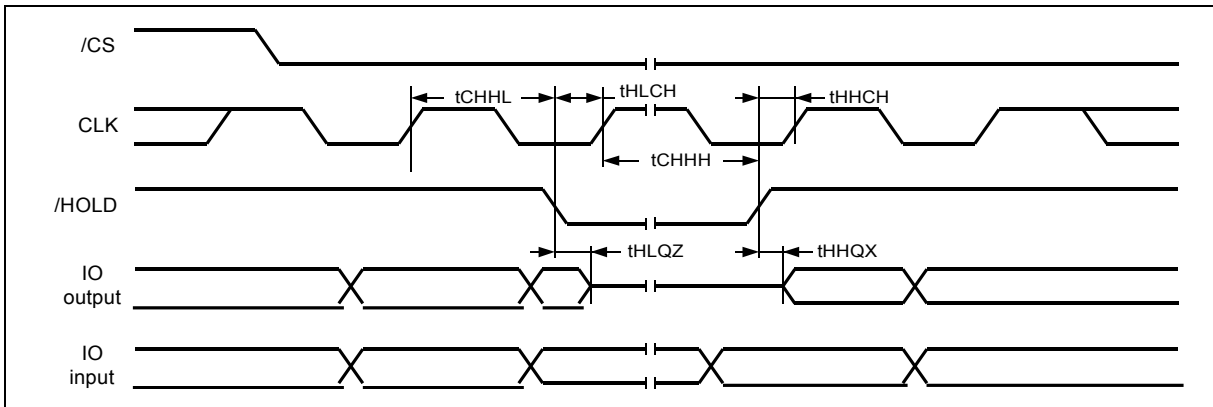 /CS
tCHHL
tHLCH
tHHCH
CLK
tCHHH
/HOLD
tHLQZ
tHHQX
IO
output
IO
input